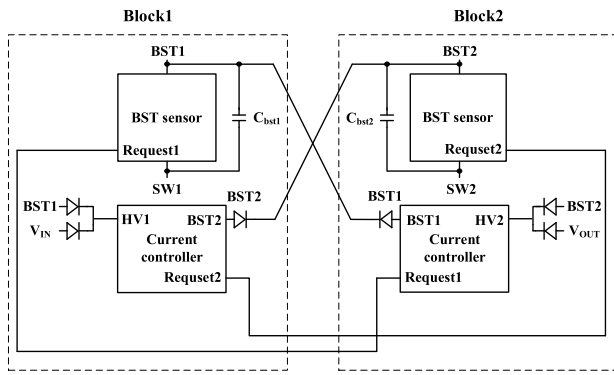 Block1 Block2
BST1 BST2
BST sensor Cbst1 Cbst2 BST sensor
Request1 Requset2
SW1 SW2
BST1 BST2 BST1 BST2
HV1 BST2 BST1 HV2
VIN VOUT
Current controller Current controller
Requset2 Request1